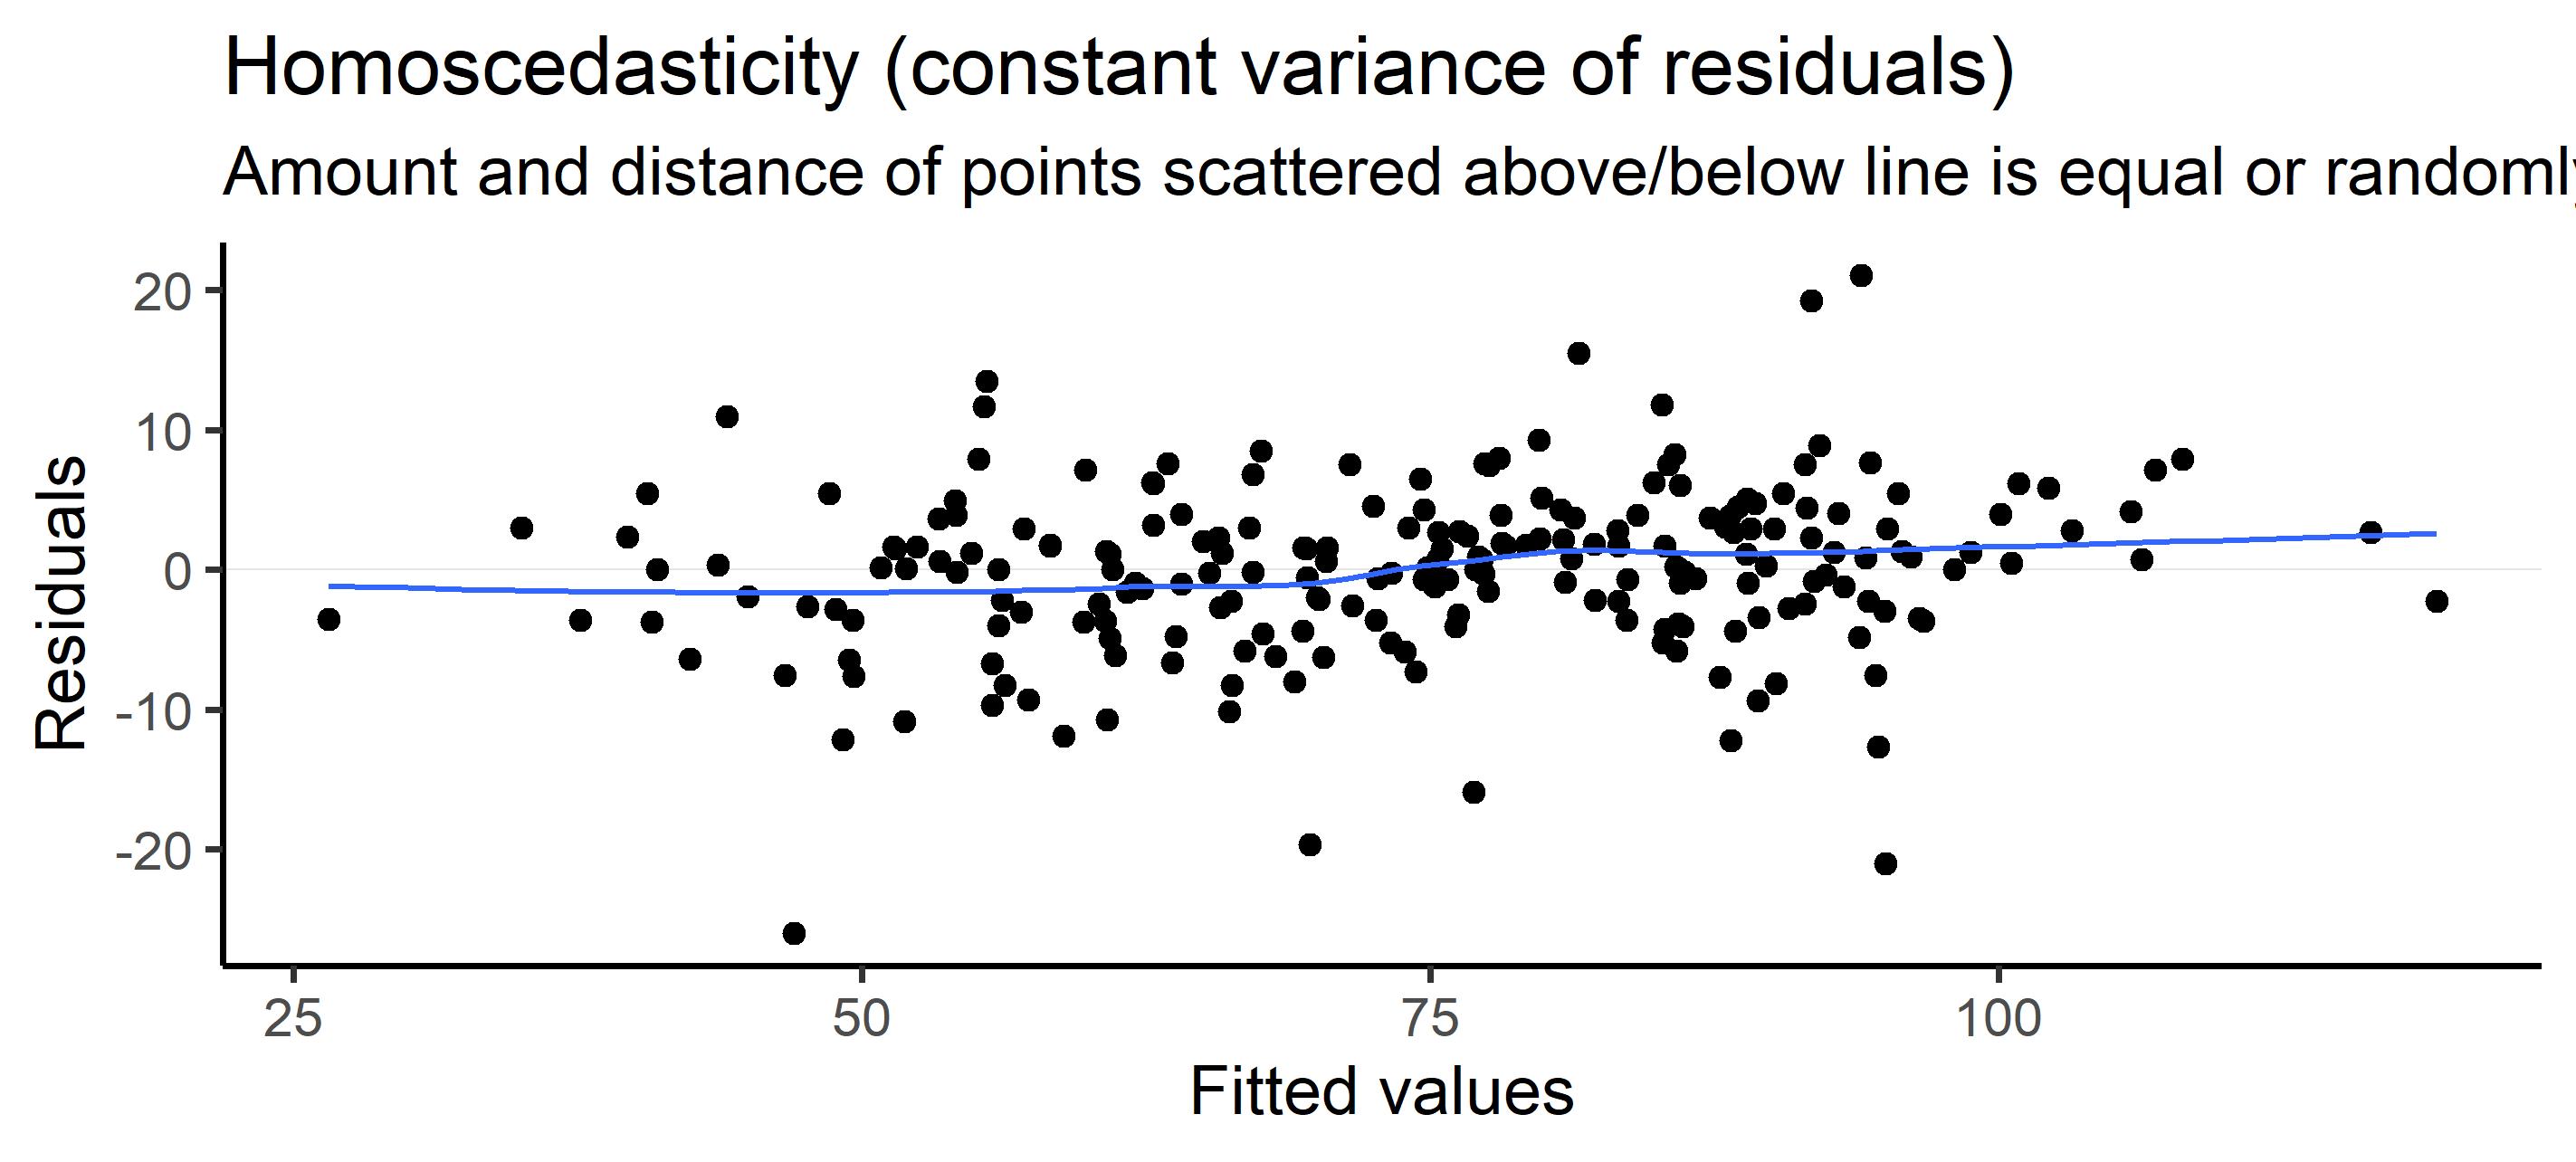 Homoscedasticity (constant variance of residuals)
Amount and distance of points scattered above/below line is equal or randomly
20
10
0
-10
-20
Residuals
25 50 75 100
Fitted values